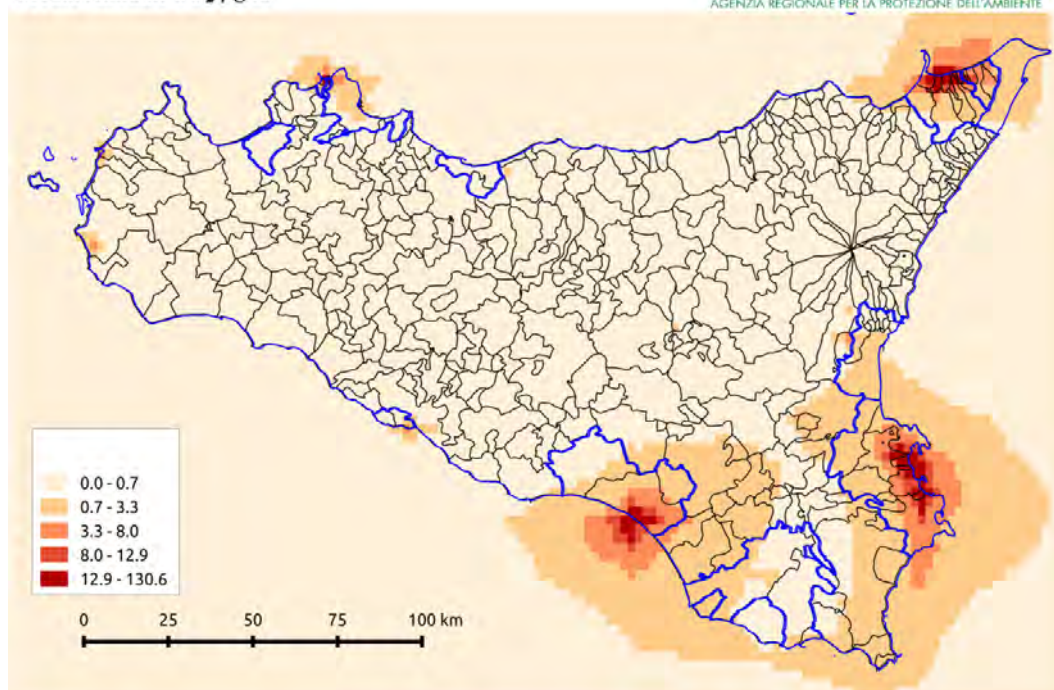 AGENZIA REGIONALE PER LA PROTEZIONE DELL'AMBIENTE
0.0 - 0.7
0.7 - 3.3
3.3 - 8.0
8.0 - 12.9
12.9 - 130.6
0 25 50 75 100 km